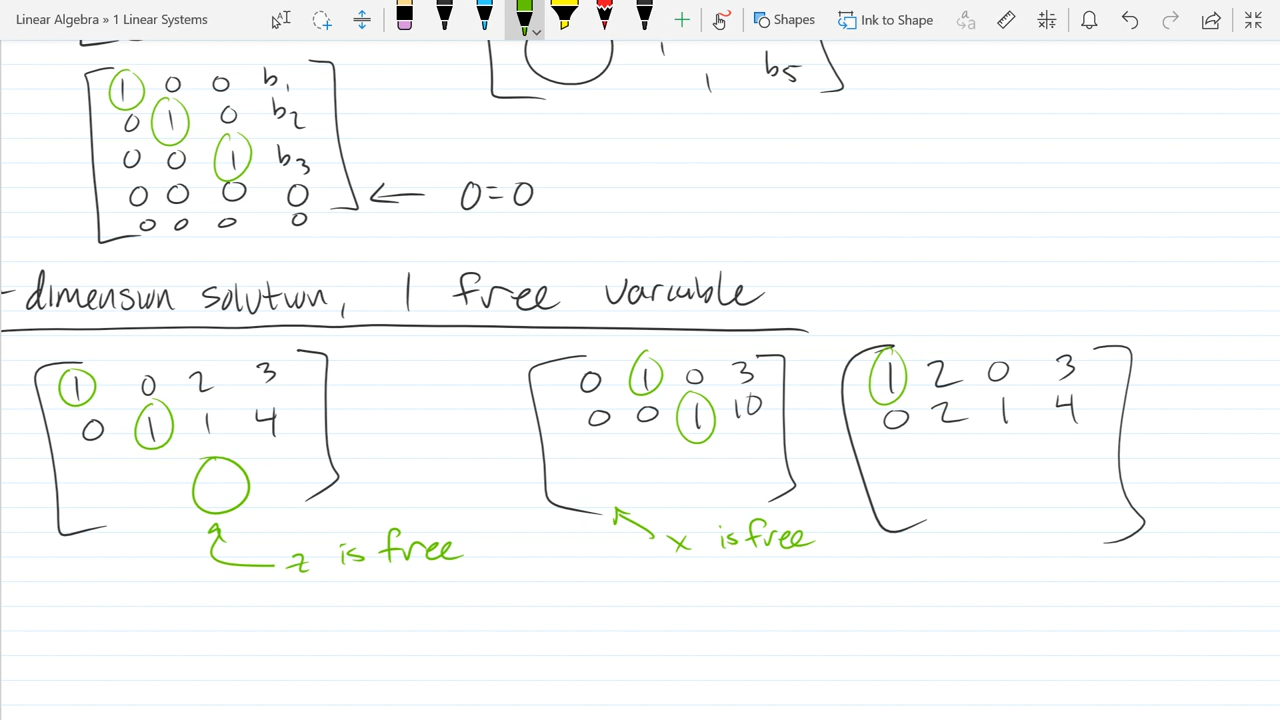 Linear Algebra » 1 Linear Systems
Shapes
Ink to Shape
1 0 0 b1
0 1 0 b2
0 0 1 b3
0 0 0 0
0 0 0 0
← 0=0
1
1 b5
-dimension solution, 1 free variable
1 0 2 3
0 1 1 4
z is free
0 1 0 3
0 0 1 10
x is free
1 2 0 3
0 2 1 4